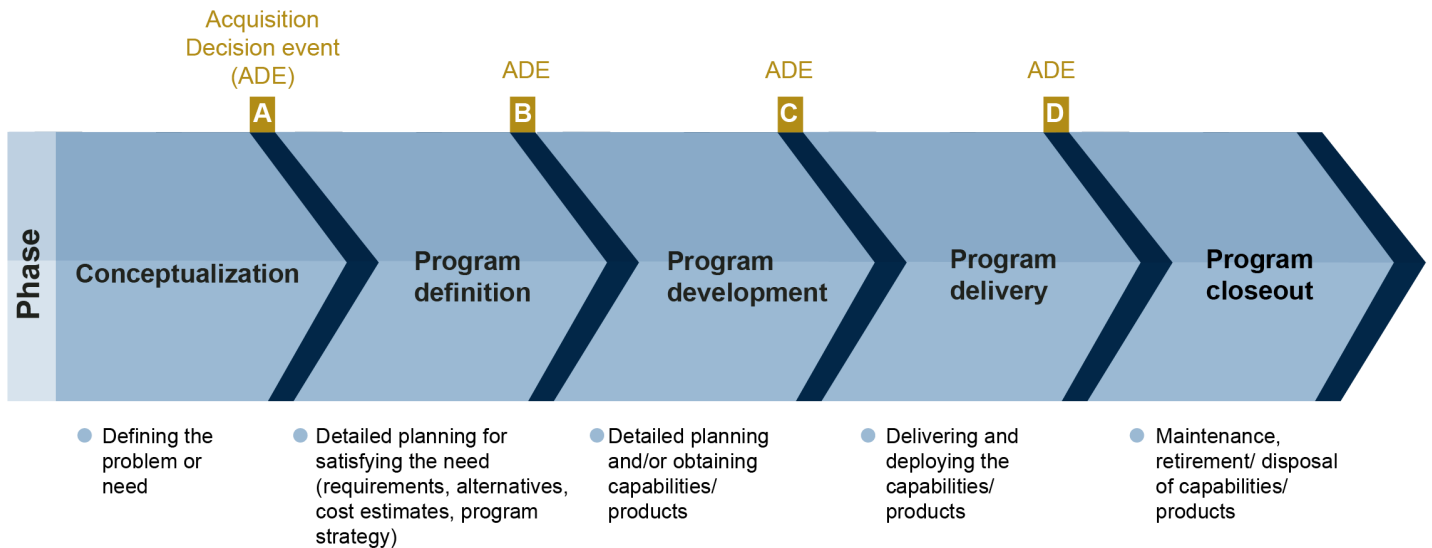 Acquisition
Decision event
(ADE)
ADE
ADE
ADE
A
B
C
D
Phase
Conceptualization
Program
definition
Program
development
Program
delivery
Program
closeout
Defining the
problem or
need
Detailed planning for
satisfying the need
(requirements, alternatives,
cost estimates, program
strategy)
Detailed planning
and/or obtaining
capabilities/
products
Delivering and
deploying the
capabilities/
products
Maintenance,
retirement/ disposal
of capabilities/
products